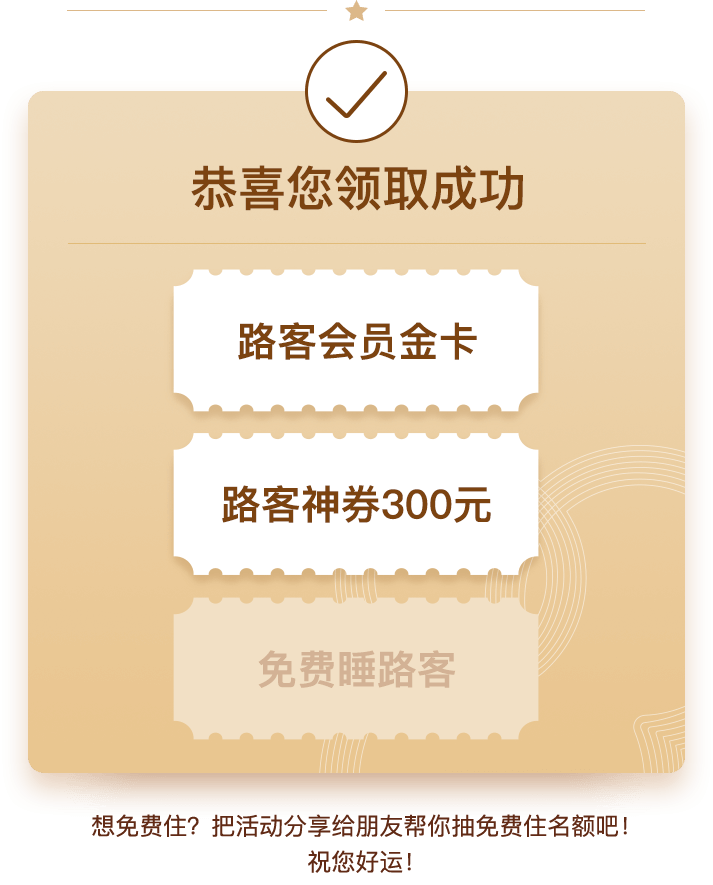 恭喜您领取成功
路客会员金卡
路客神券300元
免费睡路客
想免费住？把活动分享给朋友帮你抽免费住名额吧！
祝您好运！